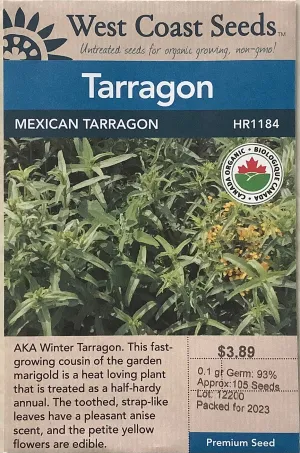 West Coast Seeds™
Untreated seeds for organic growing, non-gmo!
Tarragon
MEXICAN TARRAGON HR1184
CANADA ORGANIC • BIOLOGIQUE CANADA
AKA Winter Tarragon. This fast-
growing cousin of the garden
marigold is a heat loving plant
that is treated as a half-hardy
annual. The toothed, strap-like
leaves have a pleasant anise
scent, and the petite yellow
flowers are edible.
$3.89
0.1 gr Germ: 93%
Approx:105 Seeds
Lot: 12200
Packed for 2023
Premium Seed